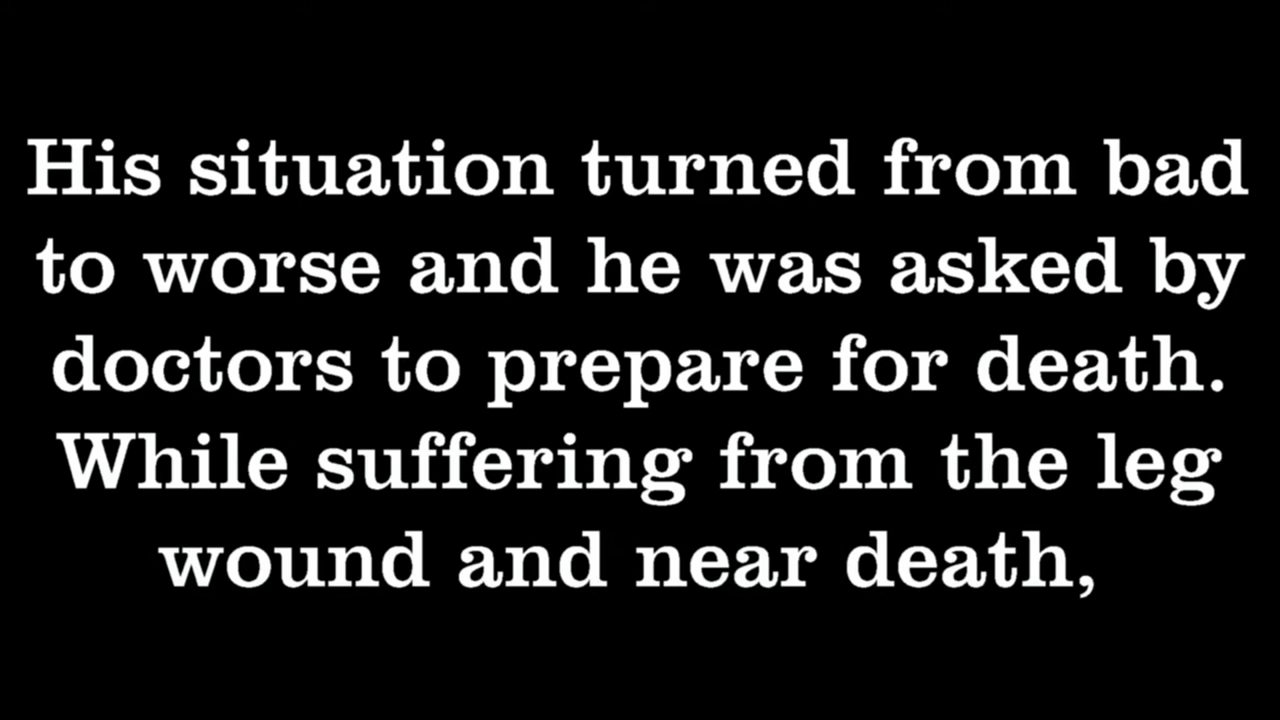 His situation turned from bad
to worse and he was asked by
doctors to prepare for death.
While suffering from the leg
wound and near death,